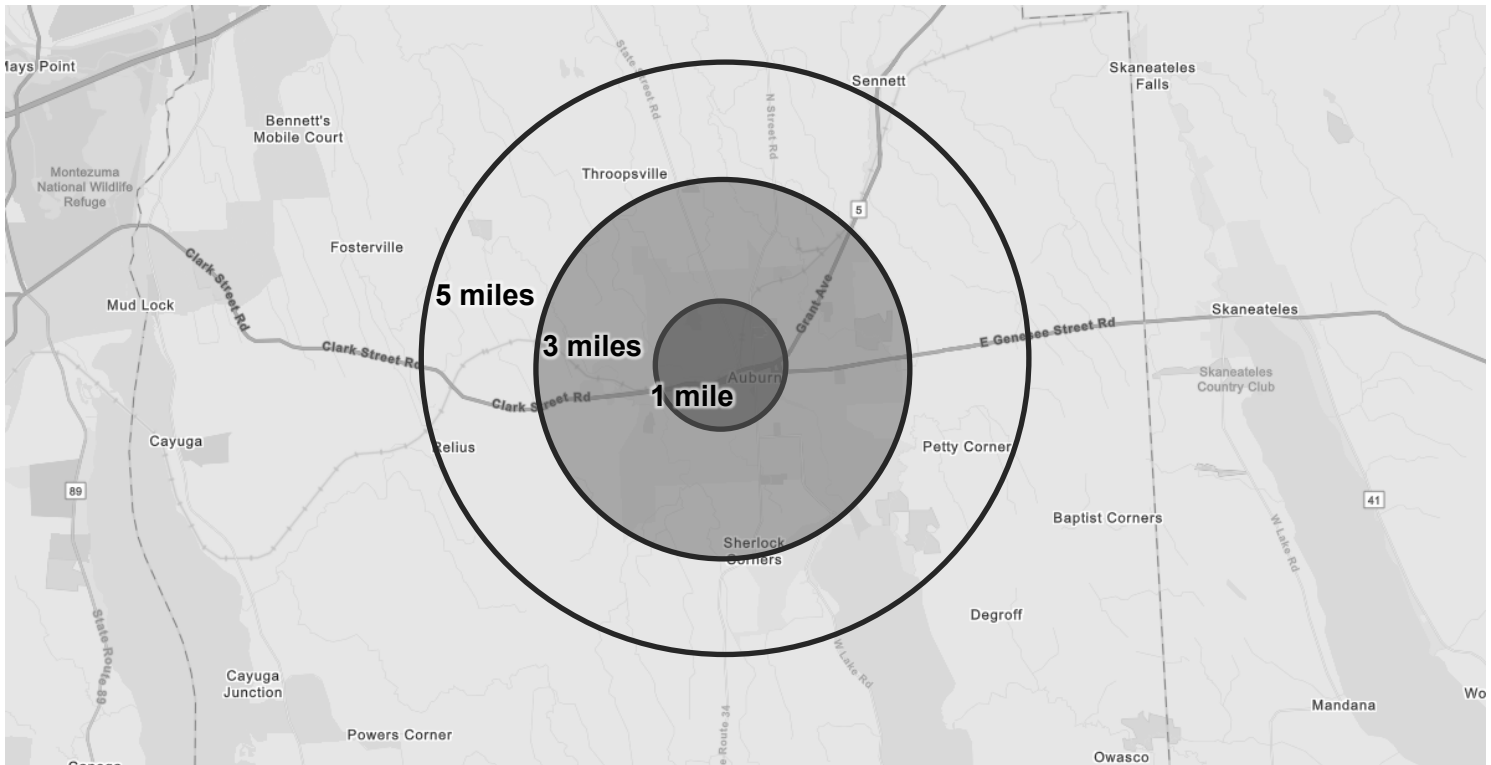 Mays Point
Sennett
Skaneateles
Falls
State Street Rd
N Street Rd
Bennett's
Mobile Court
Montezuma
National Wildlife
Refuge
Throopsville
5
Fosterville
Clark Street Rd
5 miles
Mud Lock
Grant Ave
Skaneateles
E Genesee Street Rd
3 miles
Clark Street Rd
Auburn
Skaneateles
Country Club
1 mile
Clark Street Rd
Cayuga
Relius
Petty Corner
89
41
Baptist Corners
W Lake Rd
Sherlock
Corners
Degroff
State Route 89
W Lake Rd
Cayuga
Junction
Mandana
Wo
Powers Corner
e Route 34
Owasco